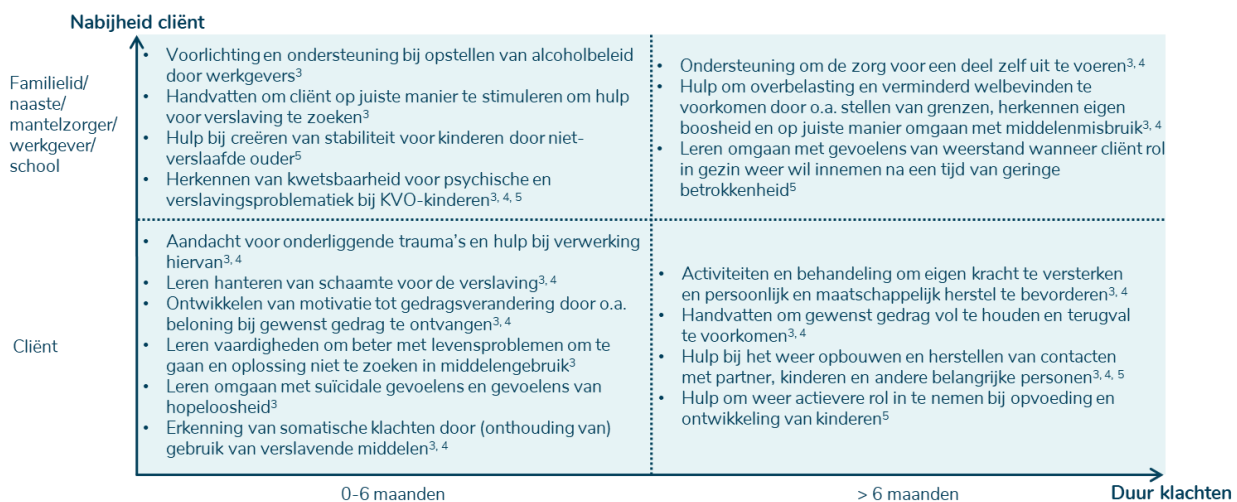 Nabijheid cliënt
Familielid/
naaste/
mantelzorger/
werkgever/
school
• Voorlichting en ondersteuning bij opstellen van alcoholbeleid
door werkgevers³
• Handvatten om cliënt op juiste manier te stimuleren om hulp
voor verslaving te zoeken³
• Hulp bij creëren van stabiliteit voor kinderen door niet-
verslaafde ouder⁵
• Herkennen van kwetsbaarheid voor psychische en
verslavingsproblematiek bij KVO-kinderen³˒ ⁴˒ ⁵
• Ondersteuning om de zorg voor een deel zelf uit te voeren³˒ ⁴
• Hulp om overbelasting en verminderd welbevinden te
voorkomen door o.a. stellen van grenzen, herkennen eigen
boosheid en op juiste manier omgaan met middelenmisbruik³˒ ⁴
• Leren omgaan met gevoelens van weerstand wanneer cliënt rol
in gezin weer wil innemen na een tijd van geringe
betrokkenheid⁵
Cliënt
• Aandacht voor onderliggende trauma's en hulp bij verwerking
hiervan³˒ ⁴
• Leren hanteren van schaamte voor de verslaving³˒ ⁴
• Ontwikkelen van motivatie tot gedragsverandering door o.a.
beloning bij gewenst gedrag te ontvangen³˒ ⁴
• Leren vaardigheden om beter met levensproblemen om te
gaan en oplossing niet te zoeken in middelengebruik³
• Leren omgaan met suïcidale gevoelens en gevoelens van
hopeloosheid³
• Erkenning van somatische klachten door (onthouding van)
gebruik van verslavende middelen³˒ ⁴
• Activiteiten en behandeling om eigen kracht te versterken
en persoonlijk en maatschappelijk herstel te bevorderen³˒ ⁴
• Handvatten om gewenst gedrag vol te houden en terugval
te voorkomen³˒ ⁴
• Hulp bij het weer opbouwen en herstellen van contacten
met partner, kinderen en andere belangrijke personen³˒ ⁴˒ ⁵
• Hulp om weer actievere rol in te nemen bij opvoeding en
ontwikkeling van kinderen⁵
0-6 maanden
> 6 maanden
Duur klachten